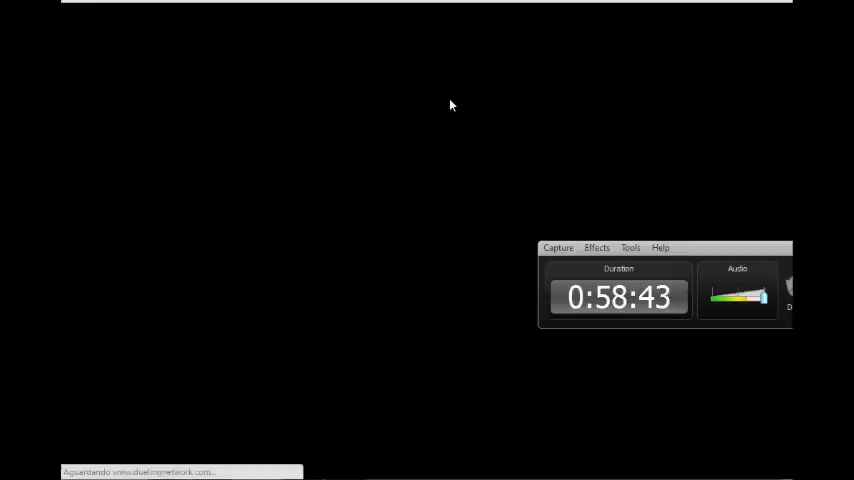 Capture Effects Tools Help
Duration Audio
0:58:43
D
Aguardando www.duelingnetwork.com...